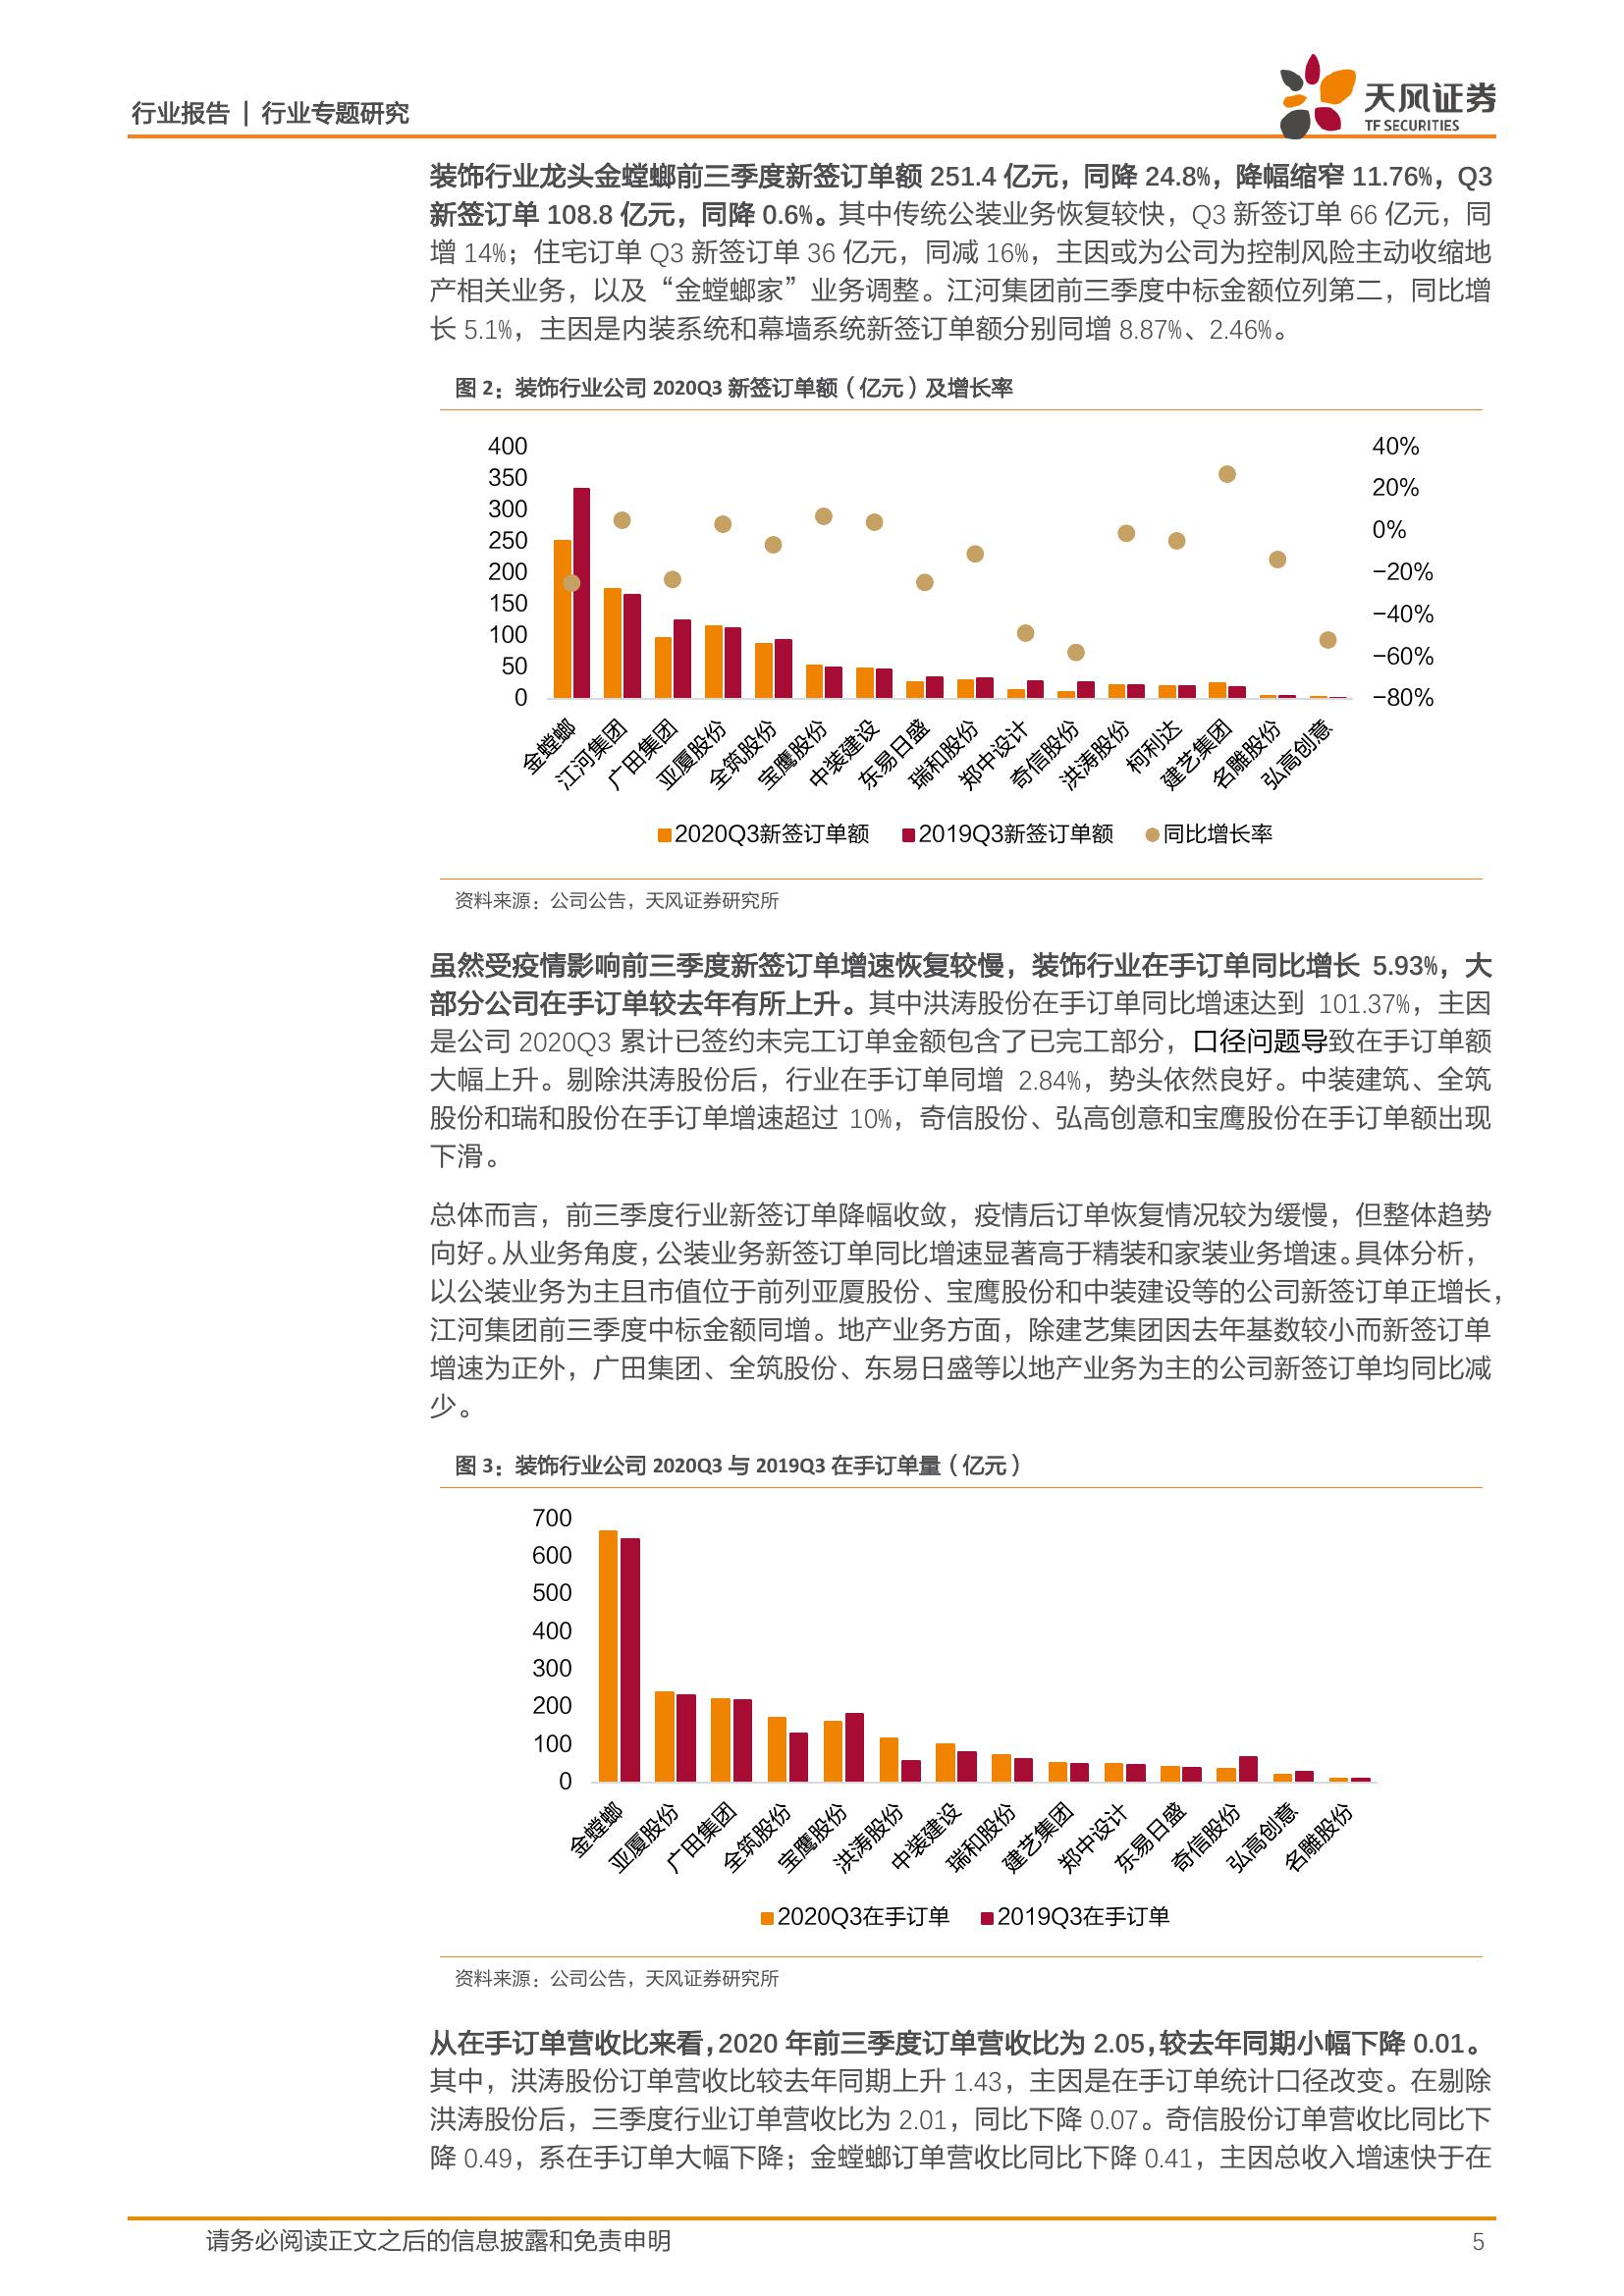 行业报告 | 行业专题研究
天风证券
TF SECURITIES
装饰行业龙头金螳螂前三季度新签订单额 251.4 亿元，同降 24.8%，降幅缩窄 11.76%，Q3
新签订单 108.8 亿元，同降 0.6%。其中传统公装业务恢复较快，Q3 新签订单 66 亿元，同
增 14%；住宅订单 Q3 新签订单 36 亿元，同减 16%，主因或为公司为控制风险主动收缩地
产相关业务，以及“金螳螂家”业务调整。江河集团前三季度中标金额位列第二，同比增
长 5.1%，主因是内装系统和幕墙系统新签订单额分别同增 8.87%、2.46%。
图 2：装饰行业公司 2020Q3 新签订单额（亿元）及增长率
400
350
300
250
200
150
100
50
0
40%
20%
0%
−20%
−40%
−60%
−80%
金螳螂
江河集团
广田集团
亚厦股份
全筑股份
宝鹰股份
中装建设
东易日盛
瑞和股份
郑中设计
奇信股份
洪涛股份
柯利达
建艺集团
名雕股份
弘高创意
2020Q3新签订单额 2019Q3新签订单额 同比增长率
资料来源：公司公告，天风证券研究所
虽然受疫情影响前三季度新签订单增速恢复较慢，装饰行业在手订单同比增长 5.93%，大
部分公司在手订单较去年有所上升。其中洪涛股份在手订单同比增速达到 101.37%，主因
是公司 2020Q3 累计已签约未完工订单金额包含了已完工部分，口径问题导致在手订单额
大幅上升。剔除洪涛股份后，行业在手订单同增 2.84%，势头依然良好。中装建筑、全筑
股份和瑞和股份在手订单增速超过 10%，奇信股份、弘高创意和宝鹰股份在手订单额出现
下滑。
总体而言，前三季度行业新签订单降幅收敛，疫情后订单恢复情况较为缓慢，但整体趋势
向好。从业务角度，公装业务新签订单同比增速显著高于精装和家装业务增速。具体分析，
以公装业务为主且市值位于前列亚厦股份、宝鹰股份和中装建设等的公司新签订单正增长，
江河集团前三季度中标金额同增。地产业务方面，除建艺集团因去年基数较小而新签订单
增速为正外，广田集团、全筑股份、东易日盛等以地产业务为主的公司新签订单均同比减
少。
图 3：装饰行业公司 2020Q3 与 2019Q3 在手订单量（亿元）
700
600
500
400
300
200
100
0
金螳螂
亚厦股份
广田集团
全筑股份
宝鹰股份
洪涛股份
中装建设
瑞和股份
建艺集团
郑中设计
东易日盛
奇信股份
弘高创意
名雕股份
2020Q3在手订单 2019Q3在手订单
资料来源：公司公告，天风证券研究所
从在手订单营收比来看，2020 年前三季度订单营收比为 2.05，较去年同期小幅下降 0.01。
其中，洪涛股份订单营收比较去年同期上升 1.43，主因是在手订单统计口径改变。在剔除
洪涛股份后，三季度行业订单营收比为 2.01，同比下降 0.07。奇信股份订单营收比同比下
降 0.49，系在手订单大幅下降；金螳螂订单营收比同比下降 0.41，主因总收入增速快于在
请务必阅读正文之后的信息披露和免责申明
5